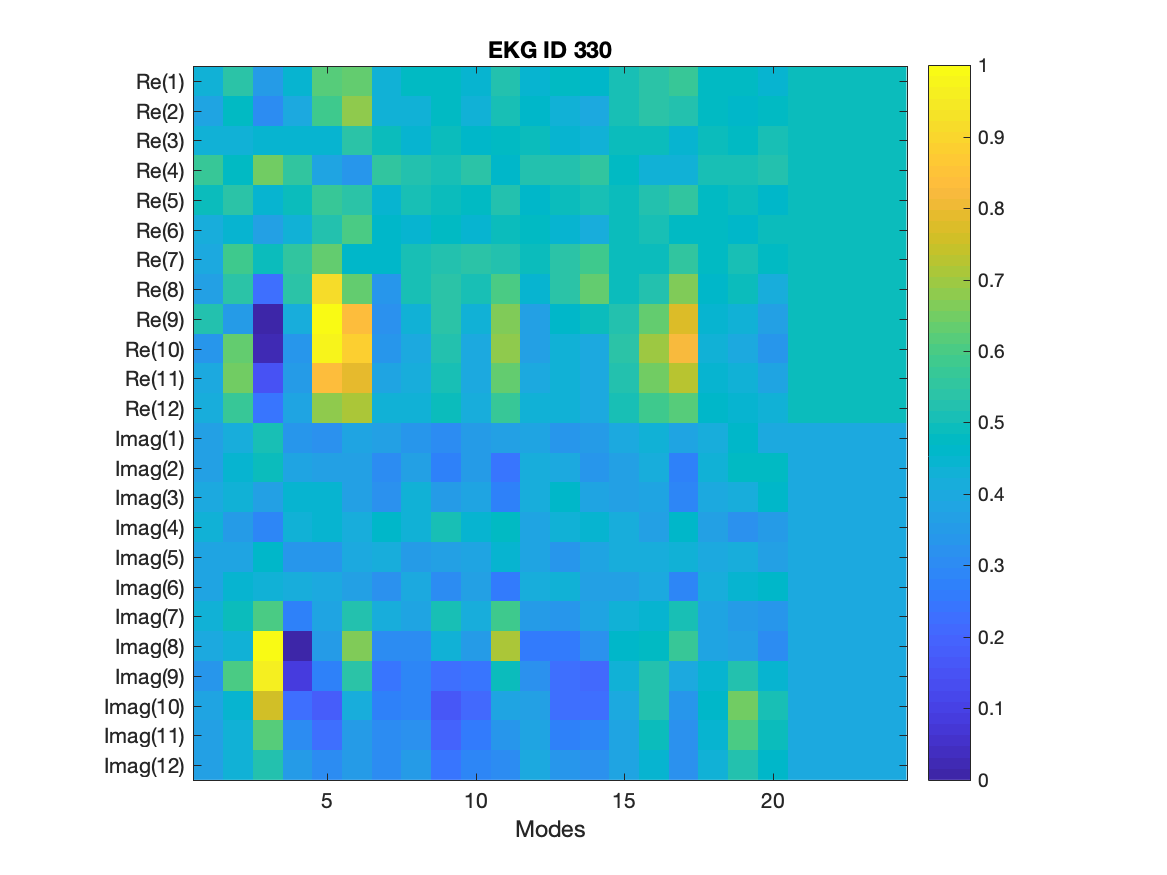 EKG ID 330
Re(1)
Re(2)
Re(3)
Re(4)
Re(5)
Re(6)
Re(7)
Re(8)
Re(9)
Re(10)
Re(11)
Re(12)
Imag(1)
Imag(2)
Imag(3)
Imag(4)
Imag(5)
Imag(6)
Imag(7)
Imag(8)
Imag(9)
Imag(10)
Imag(11)
Imag(12)
5 10 15 20
Modes
1
0.9
0.8
0.7
0.6
0.5
0.4
0.3
0.2
0.1
0